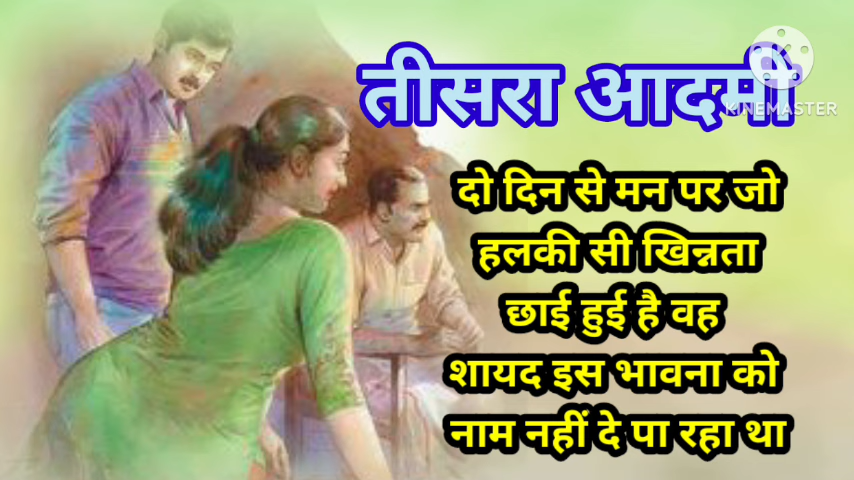 तीसरा आदमी
KINEMASTER
दो दिन से मन पर जो
हलकी सी खिन्नता
छाई हुई है वह
शायद इस भावना को
नाम नहीं दे पा रहा था